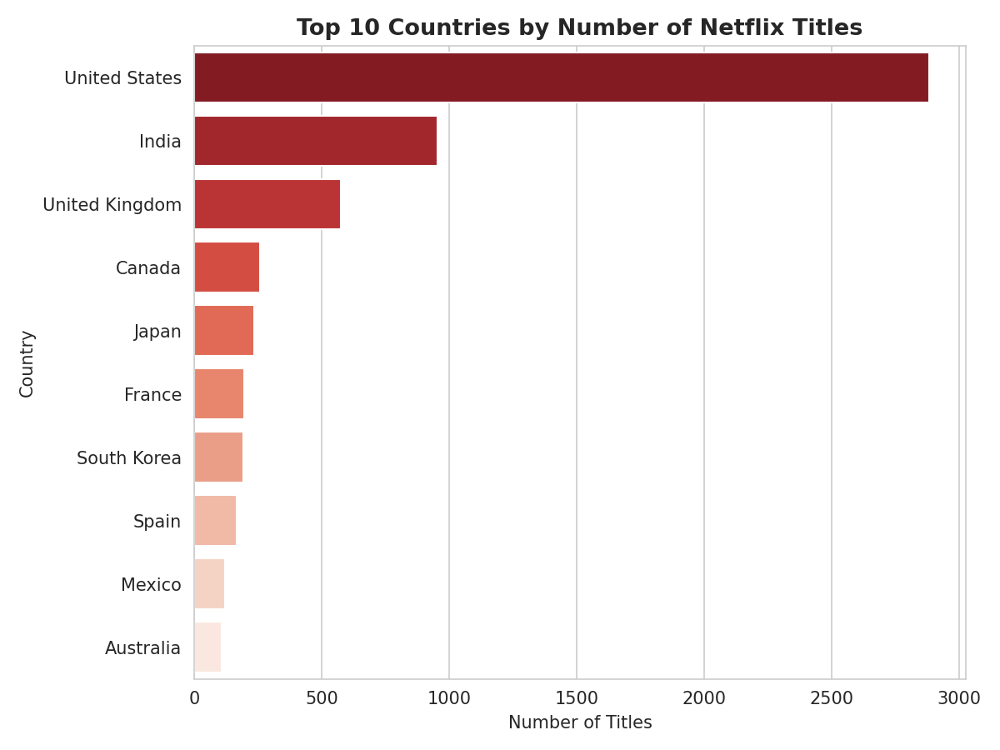 Top 10 Countries by Number of Netflix Titles
United States
India
United Kingdom
Canada
Japan
France
South Korea
Spain
Mexico
Australia
Country
0 500 1000 1500 2000 2500 3000
Number of Titles